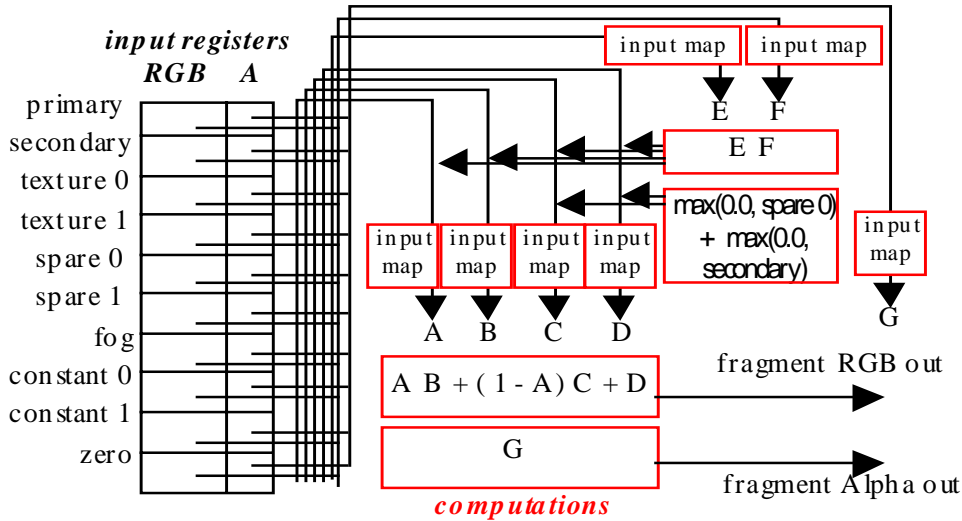 input registers
RGB A
primary
secondary
texture 0
texture 1
spare 0
spare 1
fog
constant 0
constant 1
zero
input map
input map
E
F
E F
max(0.0, spare 0)
+ max(0.0,
secondary)
input
map
input
map
input
map
input
map
input
map
A
B
C
D
G
A B + ( 1 - A ) C + D
fragment RGB out
G
fragment Alpha out
computations